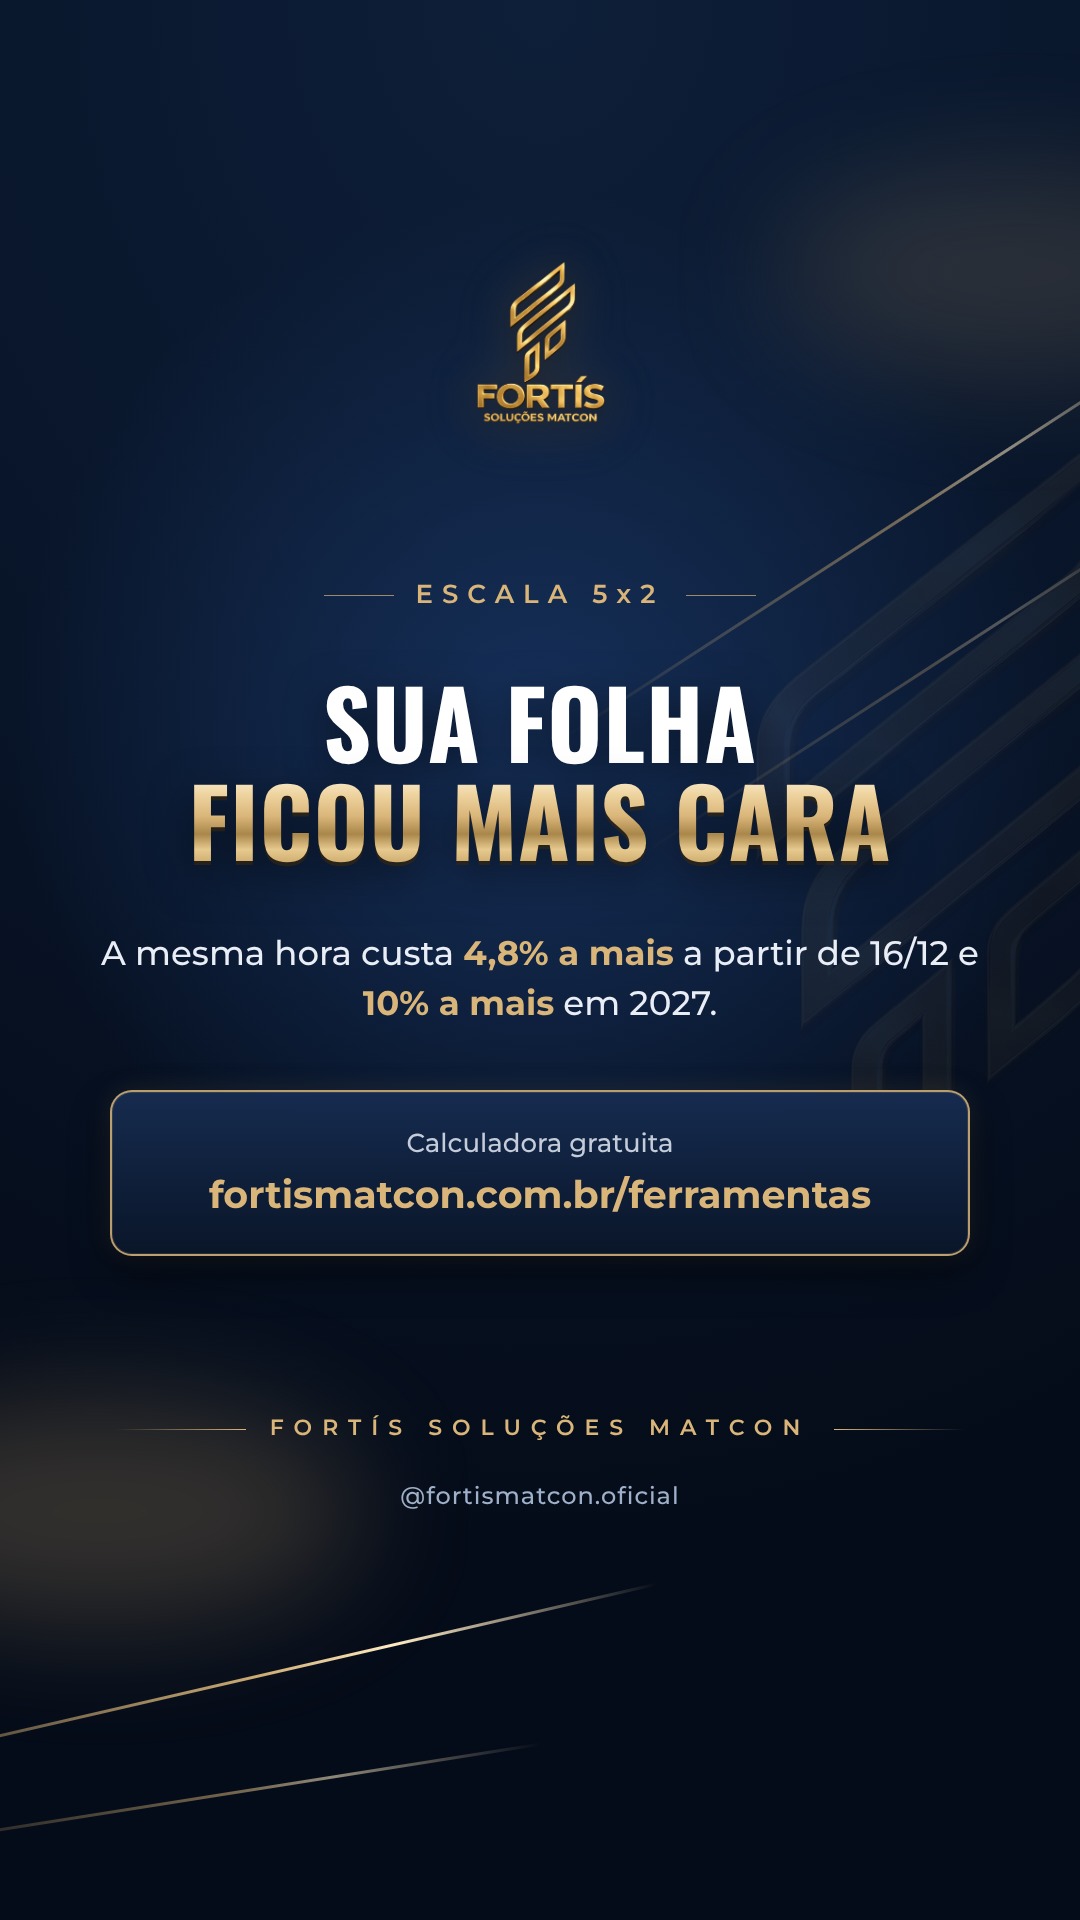 FORTÍS
SOLUÇÕES MATCON
ESCALA 5x2
SUA FOLHA
FICOU MAIS CARA
A mesma hora custa 4,8% a mais a partir de 16/12 e
10% a mais em 2027.
Calculadora gratuita
fortismatcon.com.br/ferramentas
FORTÍS SOLUÇÕES MATCON
@fortismatcon.oficial